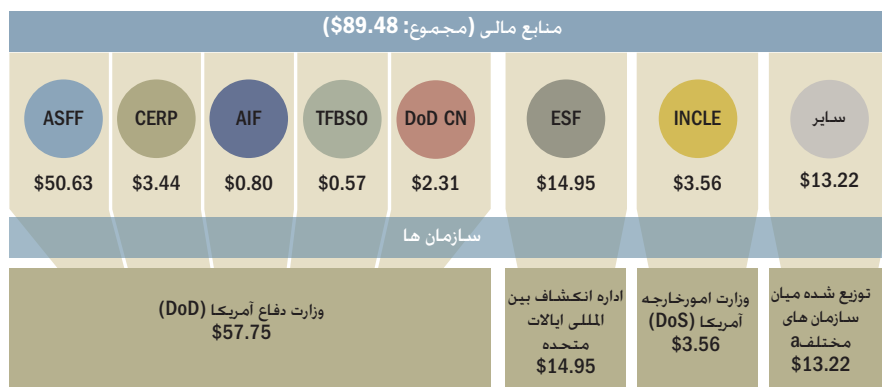 منابع مالی (مجموع: $89.48)
ASFF CERP AIF TFBSO DoD CN ESF INCLE سایر
$50.63 $3.44 $0.80 $0.57 $2.31 $14.95 $3.56 $13.22
سازمان ها
وزارت دفاع آمریکا (DoD)
$57.75
اداره انکشاف بین
المللی ایالات
متحده
$14.95
وزارت امورخارجه
آمریکا (DoS)
$3.56
توزیع شده میان
سازمان های
مختلفa
$13.22